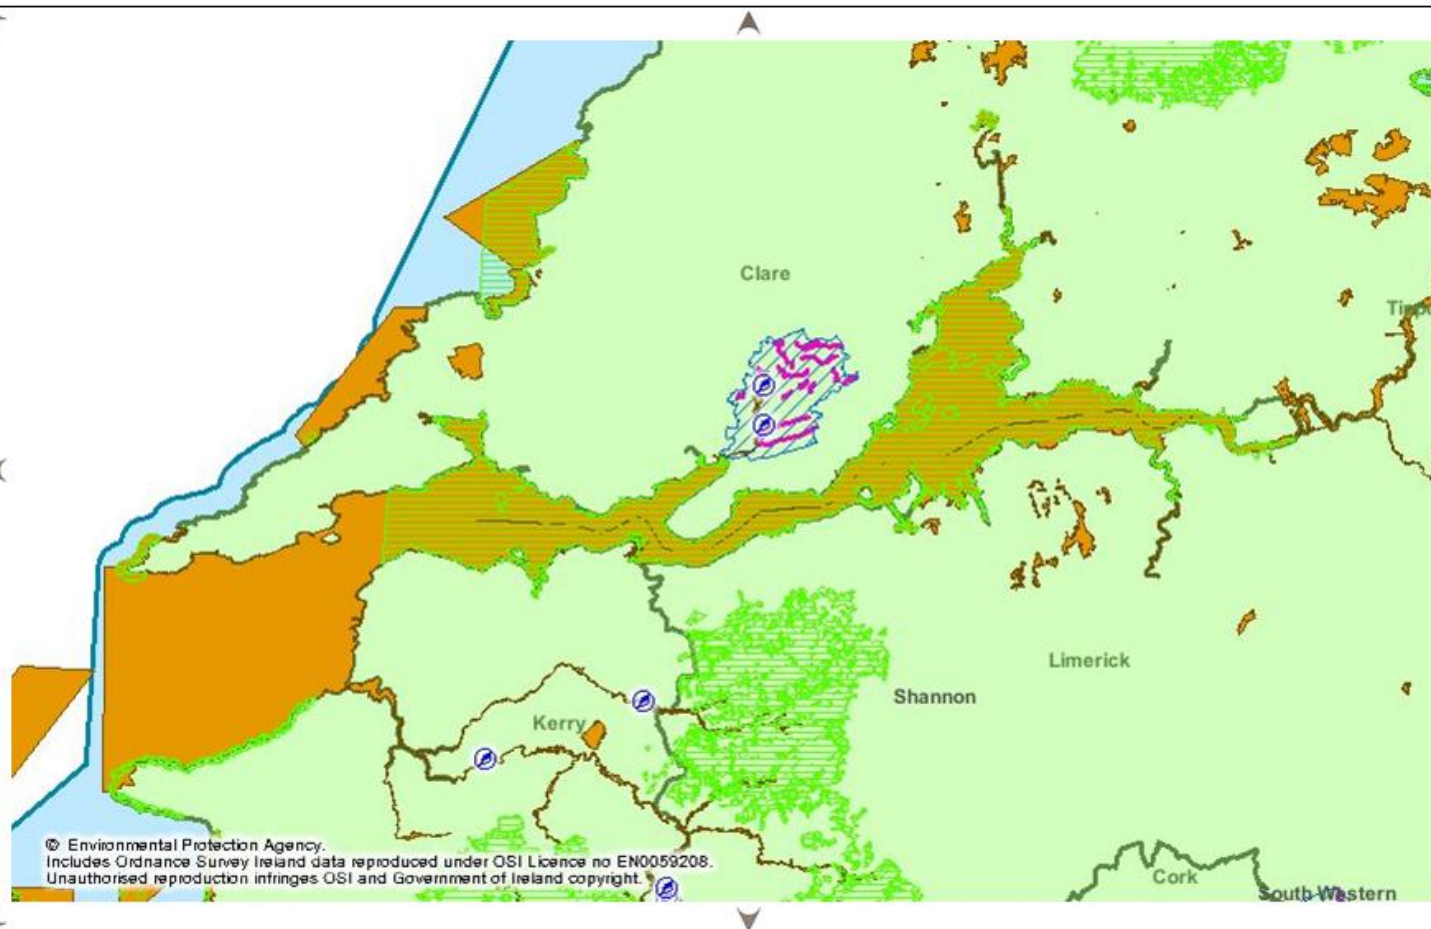 Clare
Limerick
Shannon
Kerry
© Environmental Protection Agency.
Includes Ordnance Survey Ireland data reproduced under OSI Licence no EN0059208.
Unauthorised reproduction infringes OSI and Government of Ireland copyright.
Cork
South Western